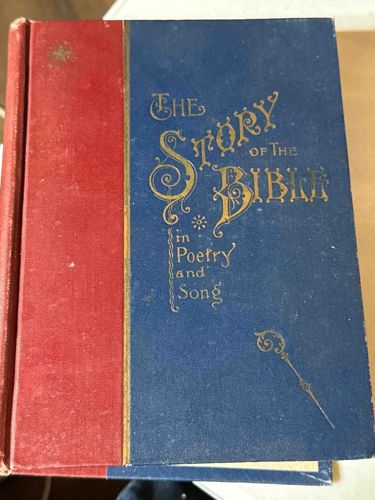 THE
STORY
OF THE
BIBLE
in
Poetry
and
Song